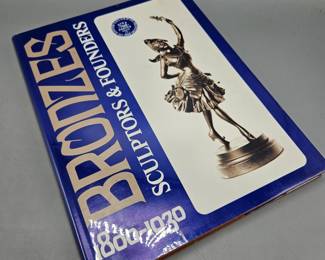 BRONZES
SCULPTORS & FOUNDERS
1800-1930